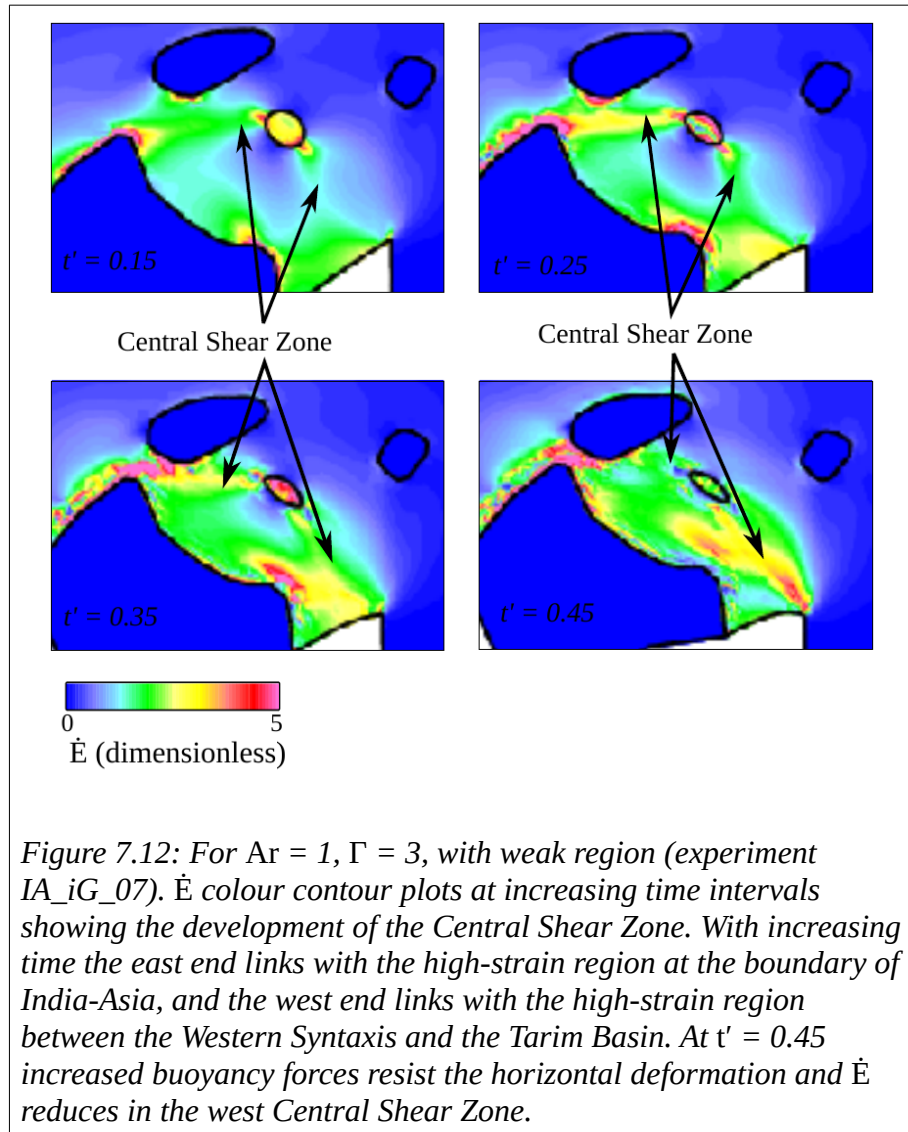 t' = 0.15
t' = 0.25
Central Shear Zone
Central Shear Zone
t' = 0.35
t' = 0.45
0
5
Ė (dimensionless)
Figure 7.12: For Ar = 1, Γ = 3, with weak region (experiment
IA_iG_07). Ė colour contour plots at increasing time intervals
showing the development of the Central Shear Zone. With increasing
time the east end links with the high-strain region at the boundary of
India-Asia, and the west end links with the high-strain region
between the Western Syntaxis and the Tarim Basin. At t′ = 0.45
increased buoyancy forces resist the horizontal deformation and Ė
reduces in the west Central Shear Zone.